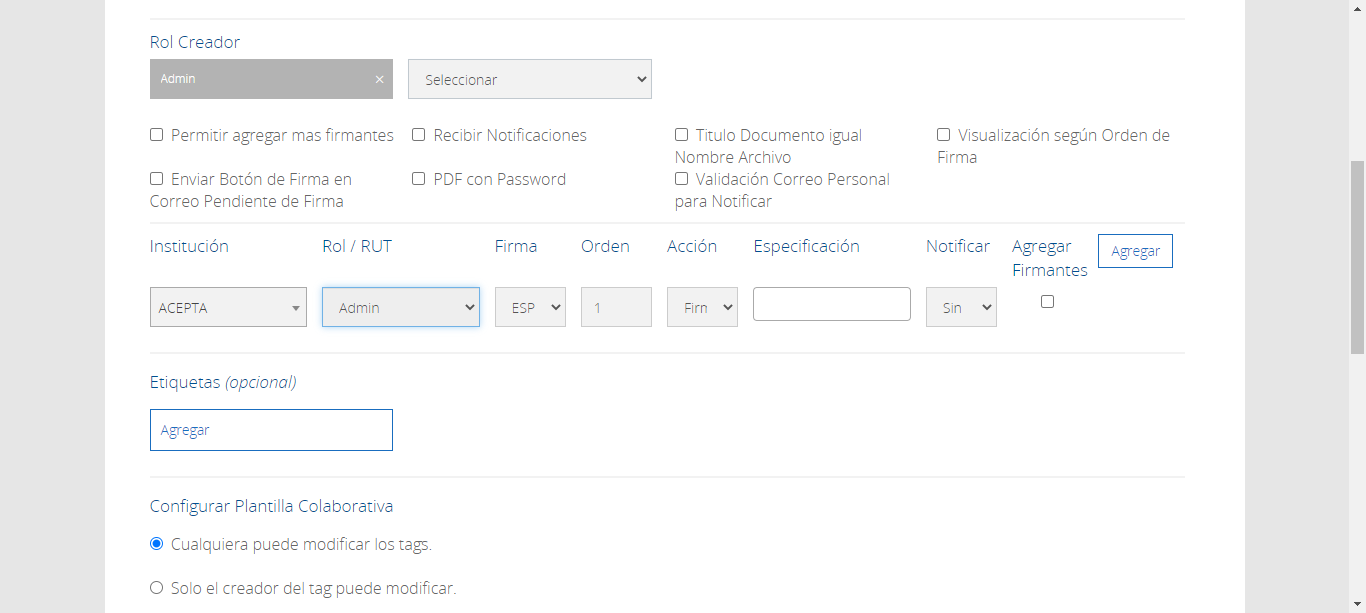 Rol Creador
Admin ×
Seleccionar
Permitir agregar mas firmantes
Recibir Notificaciones
Titulo Documento igual
Nombre Archivo
Visualización según Orden de
Firma
Enviar Botón de Firma en
Correo Pendiente de Firma
PDF con Password
Validación Correo Personal
para Notificar
Institución Rol / RUT Firma Orden Acción Especificación Notificar Agregar
Firmantes
Agregar
ACEPTA Admin ESP 1 Firn Sin
Etiquetas (opcional)
Agregar
Configurar Plantilla Colaborativa
Cualquiera puede modificar los tags.
Solo el creador del tag puede modificar.